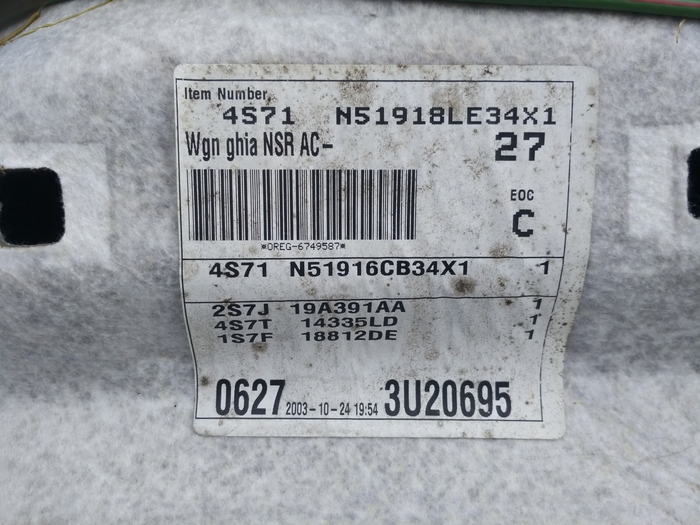 Item Number
4S71 N51918LE34X1
Wgn ghia NSR AC- 27
EOC
C
*OREG-6749587*
4S71 N51916CB34X1 1
2S7J 19A391AA 1
4S7T 14335LD 1
1S7F 18812DE 1
0627 2003-10-24 19:54 3U20695